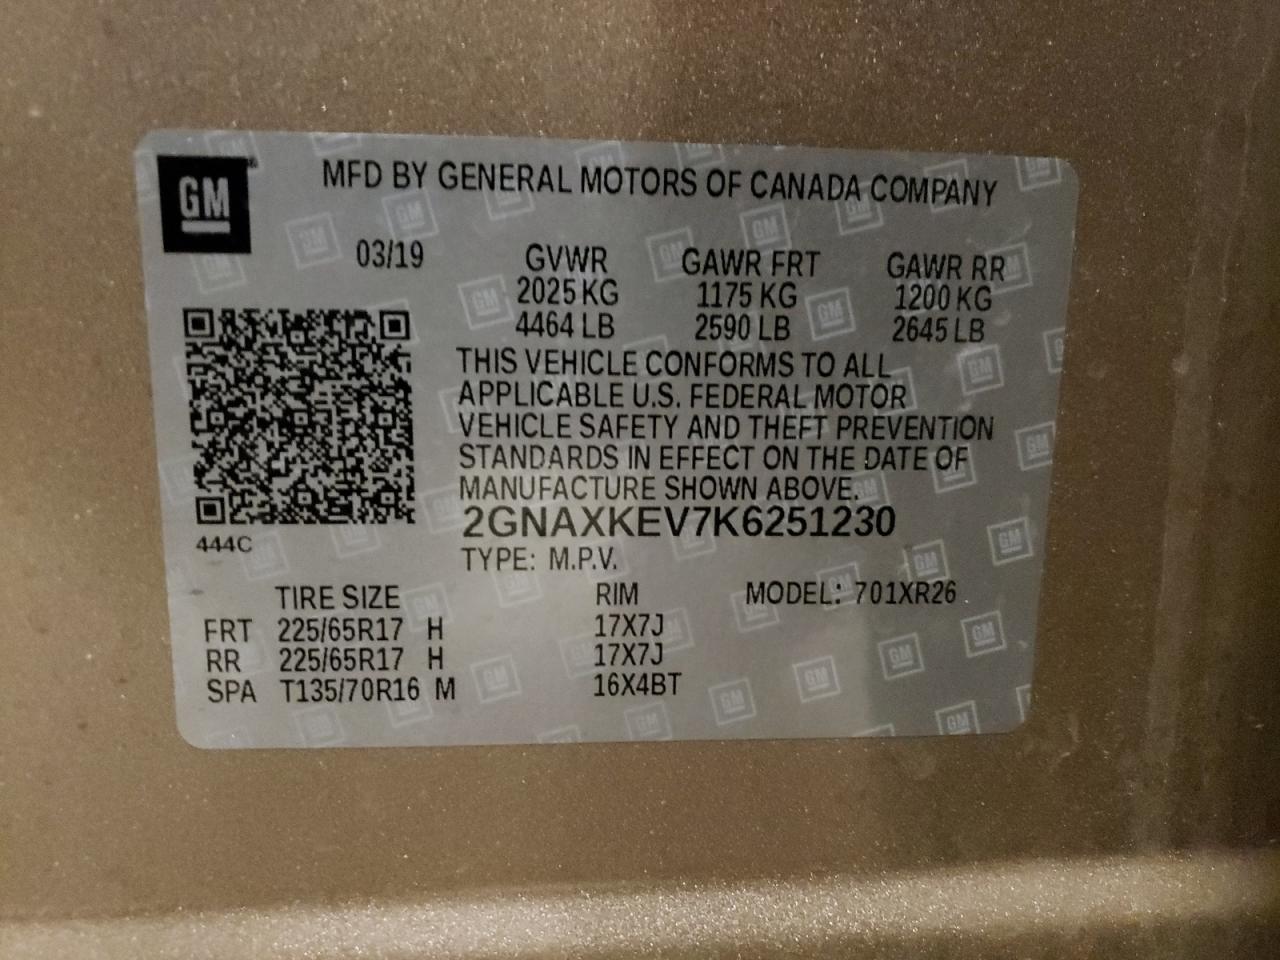 GM
MFD BY GENERAL MOTORS OF CANADA COMPANY
03/19 GVWR GAWR FRT GAWR RR
2025 KG 1175 KG 1200 KG
4464 LB 2590 LB 2645 LB
THIS VEHICLE CONFORMS TO ALL
APPLICABLE U.S. FEDERAL MOTOR
VEHICLE SAFETY AND THEFT PREVENTION
STANDARDS IN EFFECT ON THE DATE OF
MANUFACTURE SHOWN ABOVE.
2GNAXKEV7K6251230
444C
TYPE: M.P.V.
TIRE SIZE RIM MODEL: 701XR26
FRT 225/65R17 H 17X7J
RR 225/65R17 H 17X7J
SPA T135/70R16 M 16X4BT